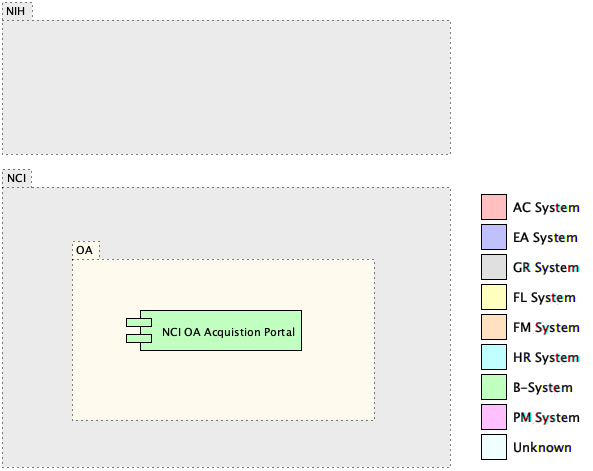 NIH
NCI
OA
NCI OA Acquistion Portal
AC System
EA System
GR System
FL System
FM System
HR System
B-System
PM System
Unknown